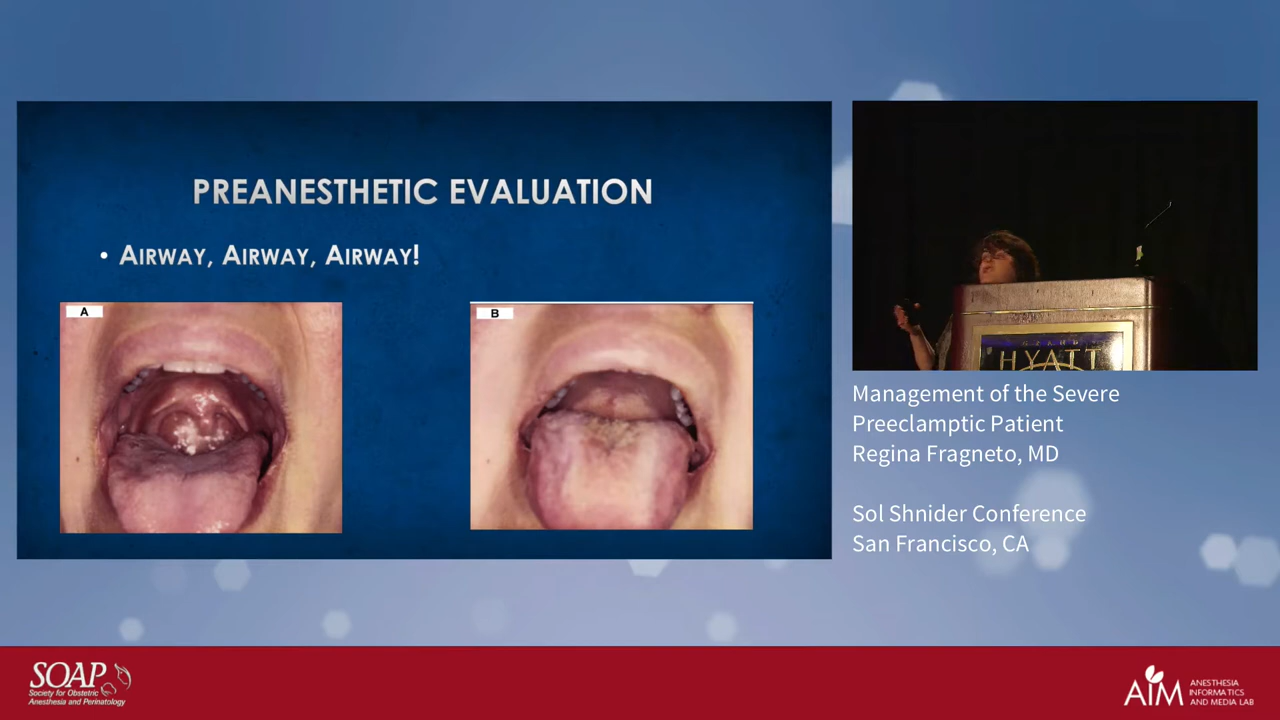 PREANESTHETIC EVALUATION
• AIRWAY, AIRWAY, AIRWAY!
A
B
HYATT
Management of the Severe
Preeclamptic Patient
Regina Fragneto, MD
Sol Shnider Conference
San Francisco, CA
SOAP
Society for Obstetric
Anesthesia and Perinatology
AIM
ANESTHESIA
INFORMATICS
AND MEDIA LAB